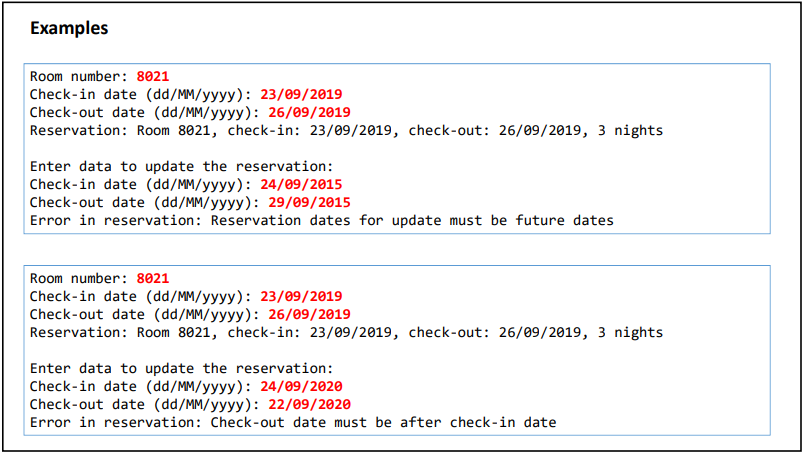 Examples
Room number: 8021
Check-in date (dd/MM/yyyy): 23/09/2019
Check-out date (dd/MM/yyyy): 26/09/2019
Reservation: Room 8021, check-in: 23/09/2019, check-out: 26/09/2019, 3 nights
Enter data to update the reservation:
Check-in date (dd/MM/yyyy): 24/09/2015
Check-out date (dd/MM/yyyy): 29/09/2015
Error in reservation: Reservation dates for update must be future dates
Room number: 8021
Check-in date (dd/MM/yyyy): 23/09/2019
Check-out date (dd/MM/yyyy): 26/09/2019
Reservation: Room 8021, check-in: 23/09/2019, check-out: 26/09/2019, 3 nights
Enter data to update the reservation:
Check-in date (dd/MM/yyyy): 24/09/2020
Check-out date (dd/MM/yyyy): 22/09/2020
Error in reservation: Check-out date must be after check-in date